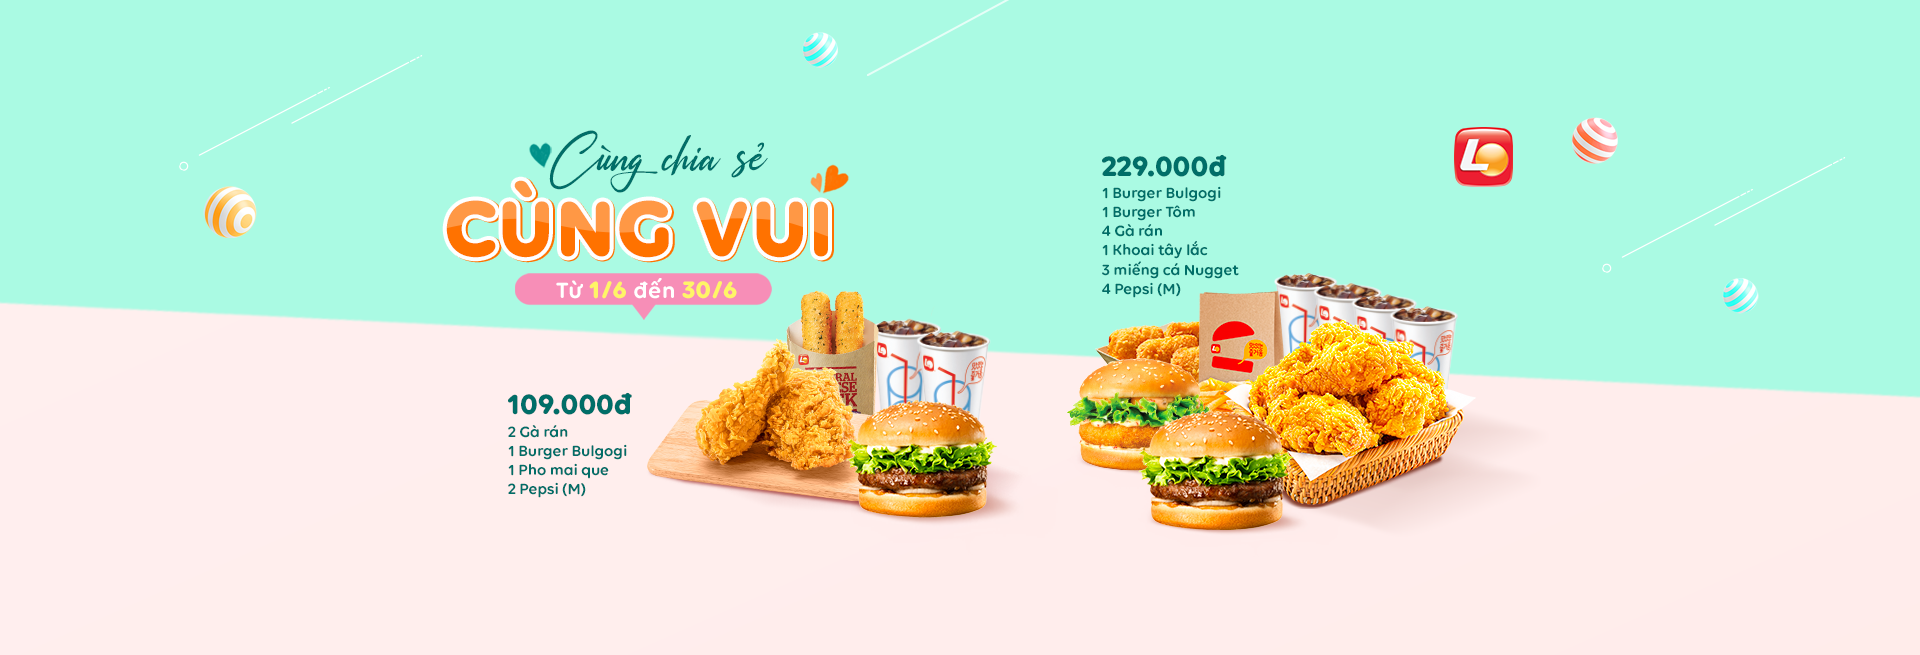 Cùng chia sẻ
CÙNG VUI
Từ 1/6 đến 30/6
109.000đ
2 Gà rán
1 Burger Bulgogi
1 Pho mai que
2 Pepsi (M)
229.000đ
1 Burger Bulgogi
1 Burger Tôm
4 Gà rán
1 Khoai tây lắc
3 miếng cá Nugget
4 Pepsi (M)
L